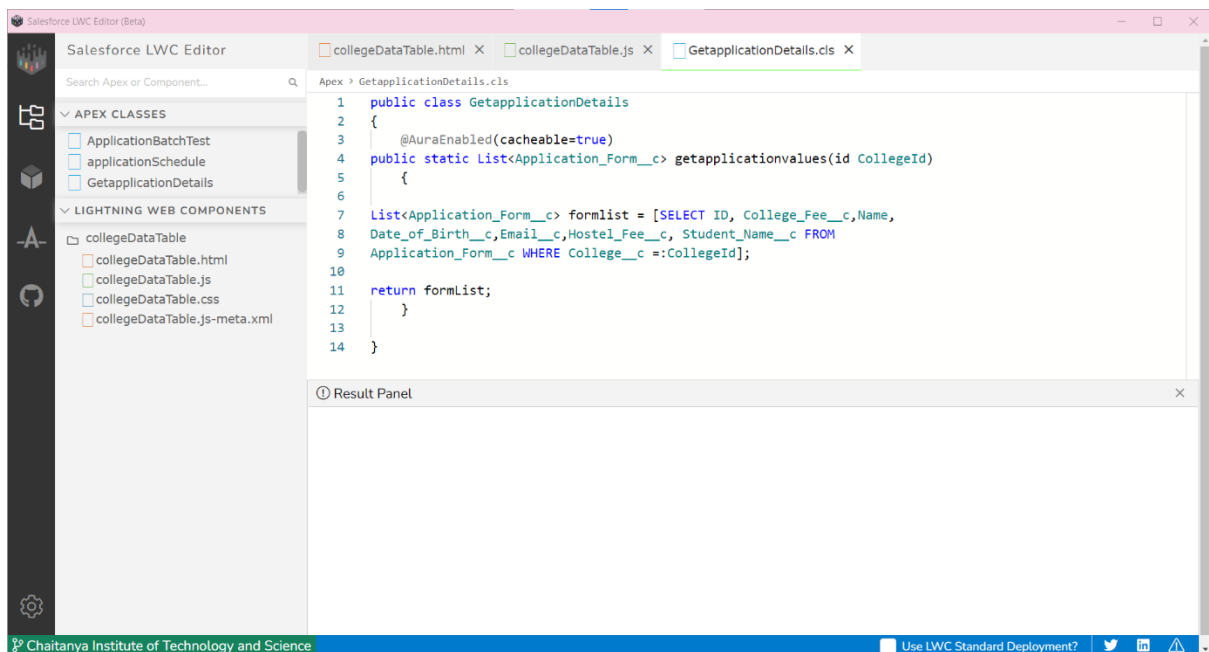 Salesforce LWC Editor (Beta)
Salesforce LWC Editor
Search Apex or Component...
APEX CLASSES
ApplicationBatchTest
applicationSchedule
GetapplicationDetails
LIGHTNING WEB COMPONENTS
collegeDataTable
collegeDataTable.html
collegeDataTable.js
collegeDataTable.css
collegeDataTable.js-meta.xml
collegeDataTable.html X collegeDataTable.js X GetapplicationDetails.cls X
Apex > GetapplicationDetails.cls
1 public class GetapplicationDetails
2 {
3 @AuraEnabled(cacheable=true)
4 public static List<Application_Form__c> getapplicationvalues(id CollegeId)
5 {
6
7 List<Application_Form__c> formlist = [SELECT ID, College_Fee__c,Name,
8 Date_of_Birth__c,Email__c,Hostel_Fee__c, Student_Name__c FROM
9 Application_Form__c WHERE College__c =:CollegeId];
10
11 return formList;
12 }
13
14 }
Result Panel
Chaitanya Institute of Technology and Science
Use LWC Standard Deployment?